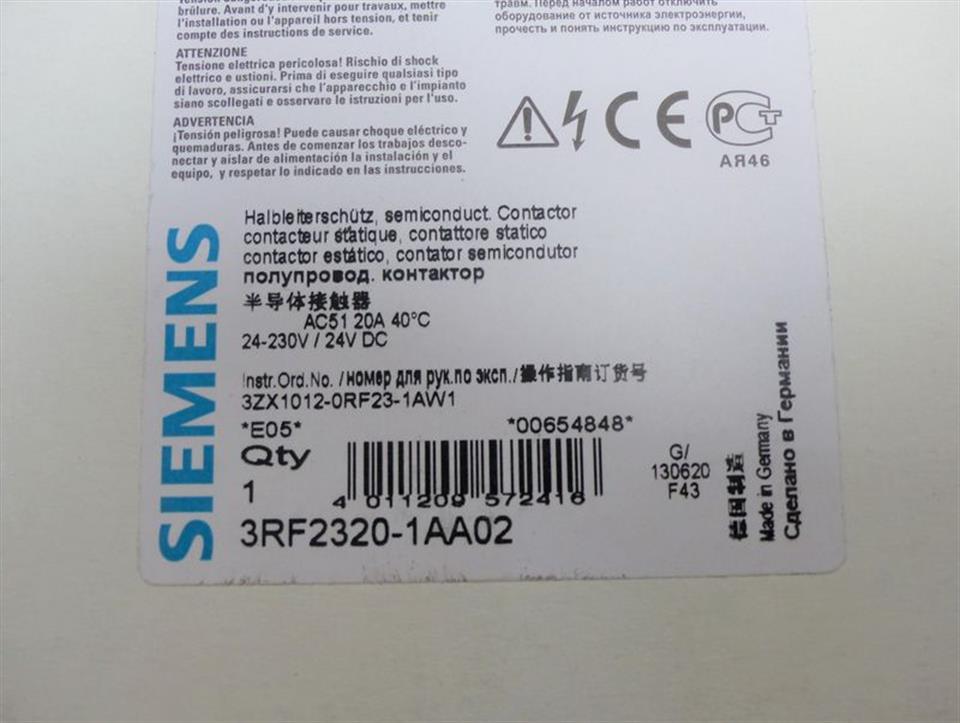 brûlure. Avant d'y intervenir pour travaux, mettre
l'installation ou l'appareil hors tension, et tenir
compte des instructions de service.
ATTENZIONE
Tensione elettrica pericolosa! Rischio di shock
elettrico e ustioni. Prima di eseguire qualsiasi tipo
di lavoro, assicurarsi che l'apparecchio e l'impianto
siano scollegati e osservare le istruzioni per l'uso.
ADVERTENCIA
¡Tensión peligrosa! Puede causar choque eléctrico y
quemaduras. Antes de comenzar los trabajos desco-
nectar y aislar de alimentación la instalación y el
equipo, y respetar lo indicado en las instrucciones.
травм. Перед началом работ отключить
оборудование от источника электроэнергии,
прочесть и понять инструкцию по эксплуатации.
CE
РСТ
АЯ46
SIEMENS
Halbleiterschütz, semiconduct. Contactor
contacteur statique, contattore statico
contactor estático, contator semicondutor
полупровод. контактор
半导体接触器
AC51 20A 40°C
24-230V / 24V DC
Instr.Ord.No. /номер для рук.по эксп./操作指南订货号
3ZX1012-0RF23-1AW1
*E05* *00654848*
Qty
1
4 011209 572416
3RF2320-1AA02
G/
130620
F43
德国制造
Made in Germany
Сделано в Германии